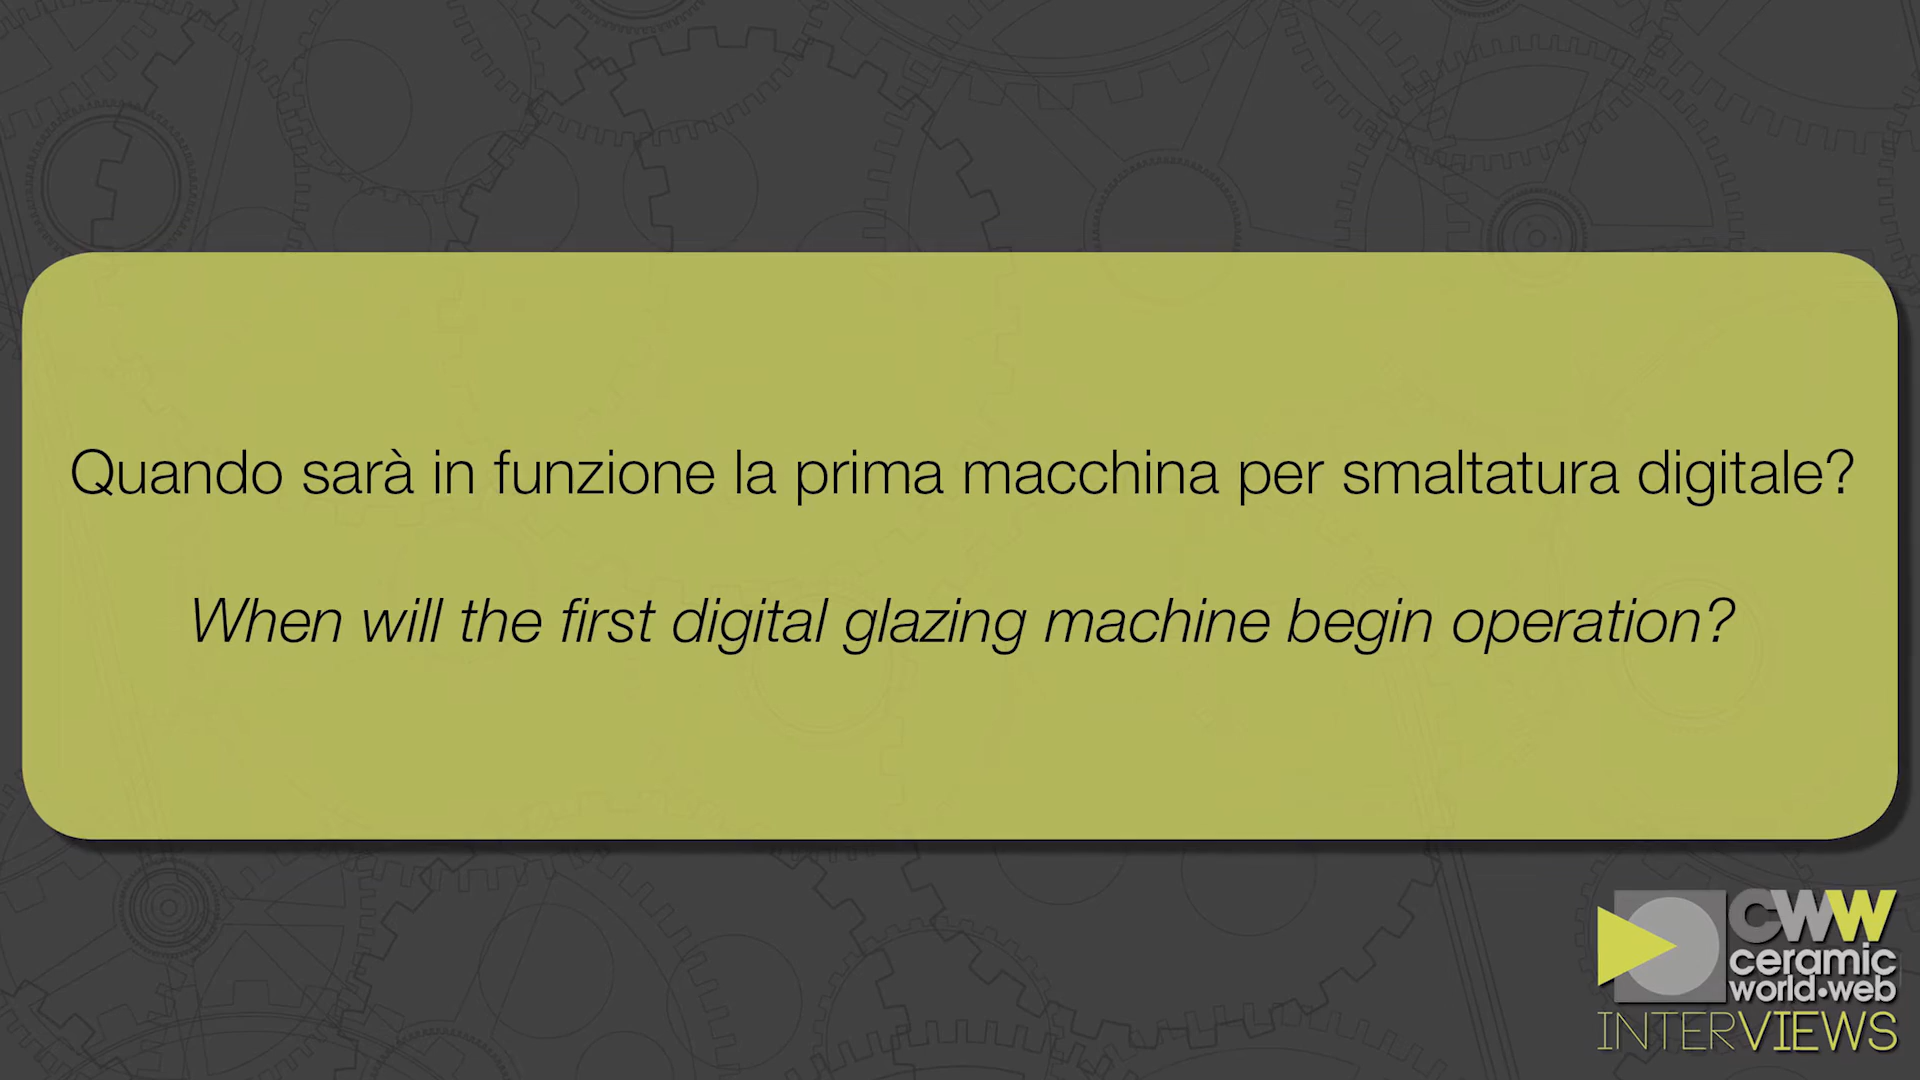 Quando sarà in funzione la prima macchina per smaltatura digitale?
When will the first digital glazing machine begin operation?
CWW
ceramic
world•web
INTERVIEWS